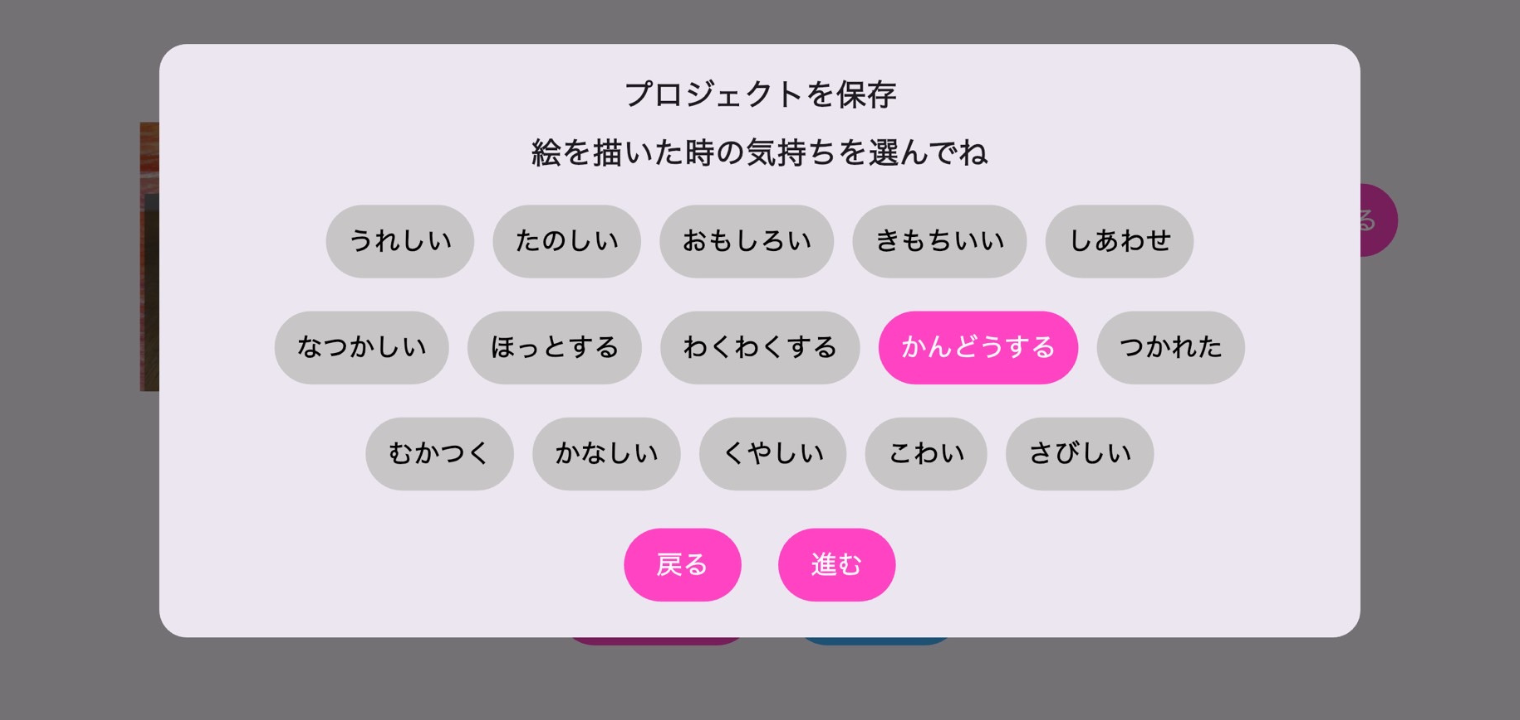 プロジェクトを保存
絵を描いた時の気持ちを選んでね
うれしい たのしい おもしろい きもちいい しあわせ
なつかしい ほっとする わくわくする かんどうする つかれた
むかつく かなしい くやしい こわい さびしい
戻る 進む
る